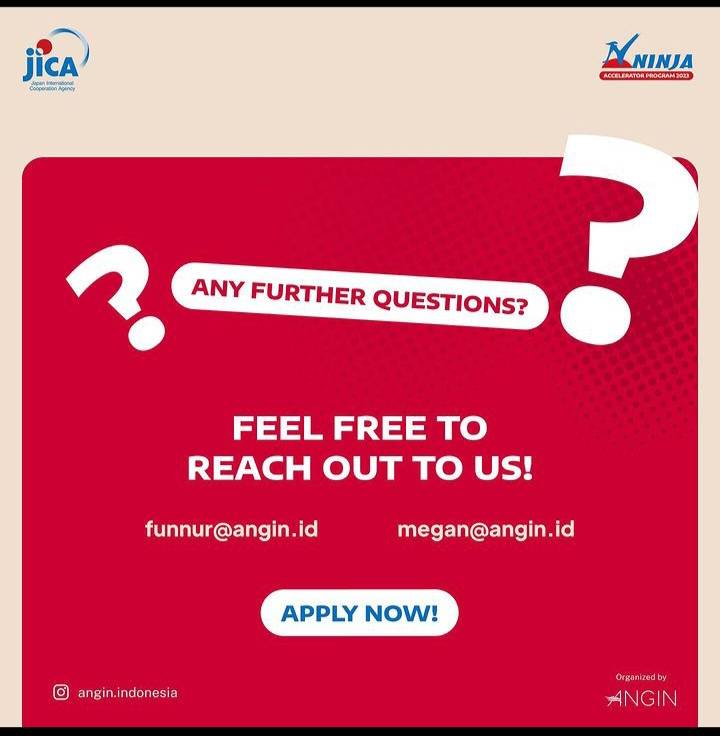 JICA
Japan International
Cooperation Agency
NINJA
ACCELERATOR PROGRAM 2023
?
?
ANY FURTHER QUESTIONS?
FEEL FREE TO
REACH OUT TO US!
funnur@angin.id
megan@angin.id
APPLY NOW!
angin.indonesia
Organized by
ANGIN